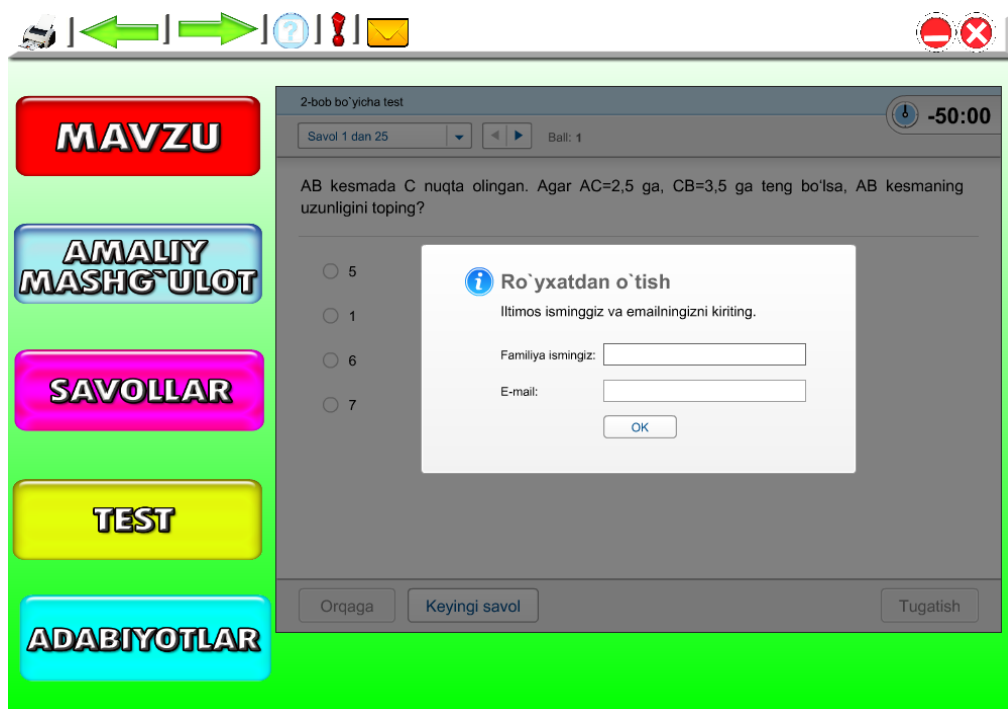 MAVZU
AMALIY
MASHG`ULOT
SAVOLLAR
TEST
ADABIYOTLAR
2-bob bo`yicha test
-50:00
Savol 1 dan 25
Ball: 1
AB kesmada C nuqta olingan. Agar AC=2,5 ga, CB=3,5 ga teng bo‘lsa, AB kesmaning
uzunligini toping?
5
1
6
7
Ro`yxatdan o`tish
Iltimos isminggiz va emailningizni kiriting.
Familiya ismingiz:
E-mail:
OK
Orqaga
Keyingi savol
Tugatish